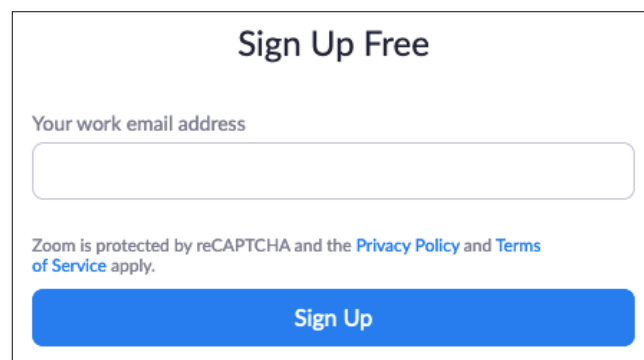 Sign Up Free
Your work email address
Zoom is protected by reCAPTCHA and the Privacy Policy and Terms
of Service apply.
Sign Up